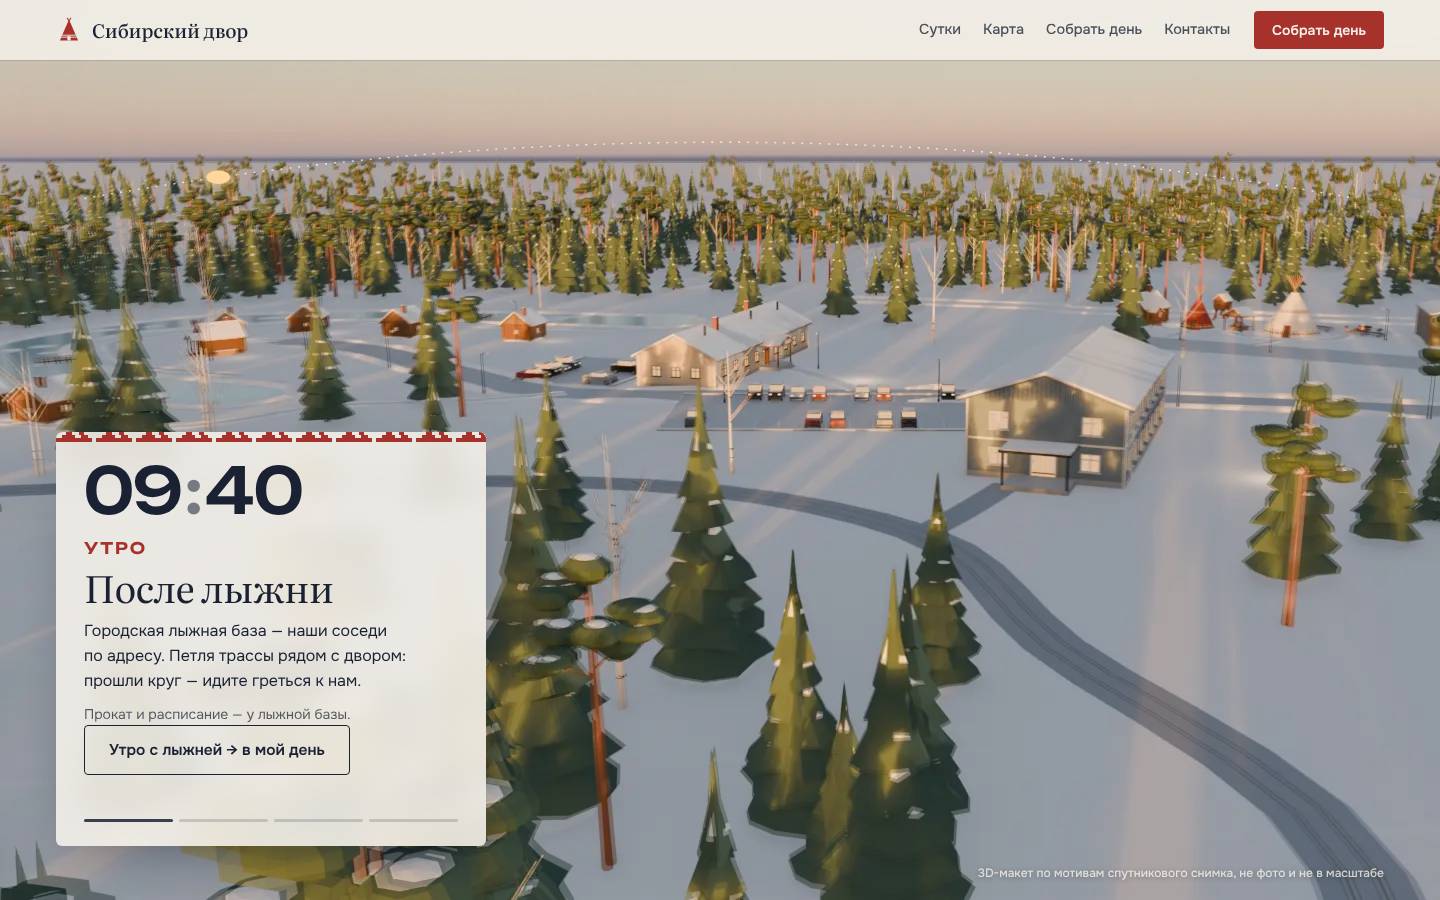 Сибирский двор
Сутки
Карта
Собрать день
Контакты
Собрать день
09:40
УТРО
После лыжни
Городская лыжная база — наши соседи
по адресу. Петля трассы рядом с двором:
прошли круг — идите греться к нам.
Прокат и расписание — у лыжной базы.
Утро с лыжней → в мой день
3D-макет по мотивам спутникового снимка, не фото и не в масштабе